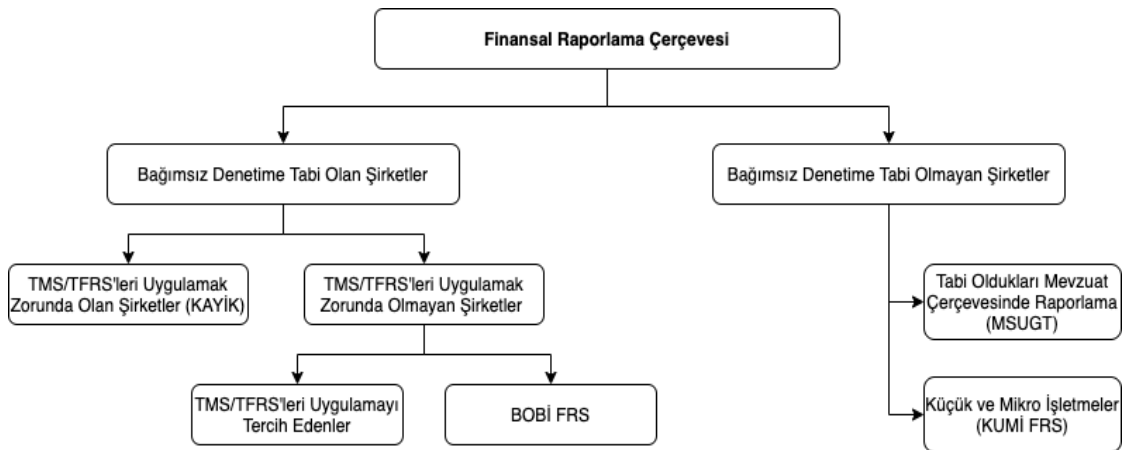 Finansal Raporlama Çerçevesi
Bağımsız Denetime Tabi Olan Şirketler
Bağımsız Denetime Tabi Olmayan Şirketler
TMS/TFRS'leri Uygulamak
Zorunda Olan Şirketler (KAYİK)
TMS/TFRS'leri Uygulamak
Zorunda Olmayan Şirketler
Tabi Oldukları Mevzuat
Çerçevesinde Raporlama
(MSUGT)
TMS/TFRS'leri Uygulamayı
Tercih Edenler
BOBİ FRS
Küçük ve Mikro İşletmeler
(KUMİ FRS)